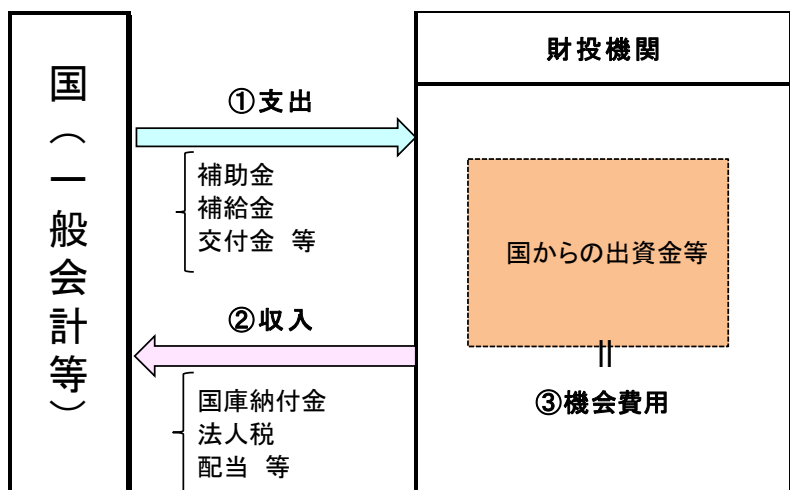 国（一般会計等）
財投機関
①支出
補助金
補給金
交付金 等
国からの出資金等
②収入
③機会費用
国庫納付金
法人税
配当 等